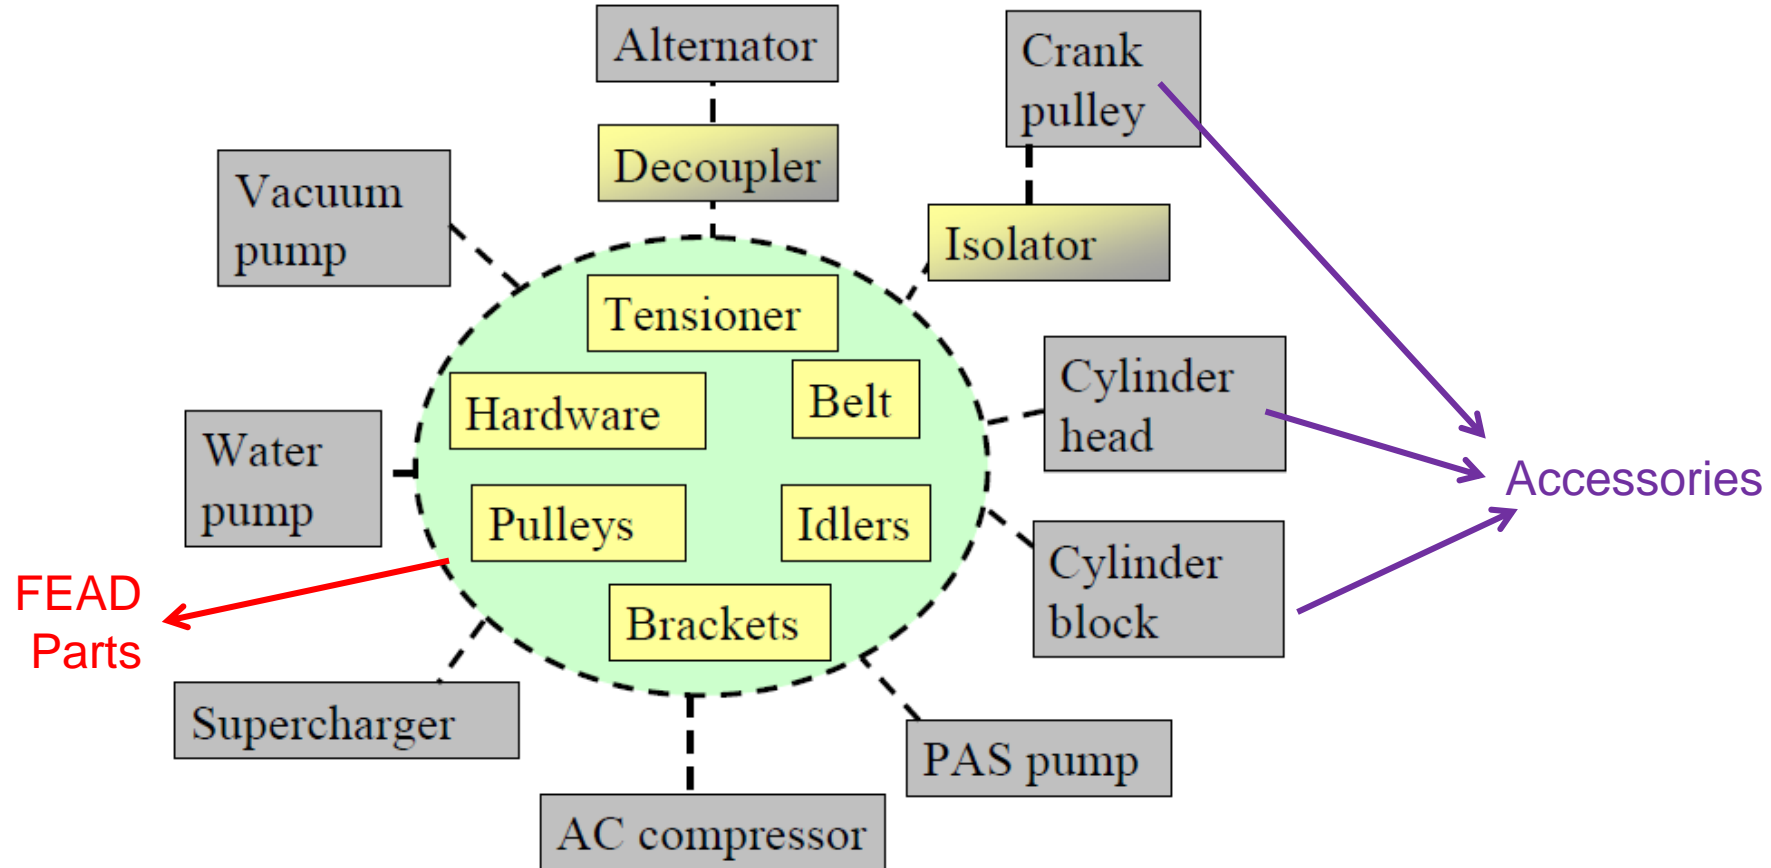 Alternator
Crank
pulley
Decoupler
Vacuum
pump
Isolator
Tensioner
Cylinder
head
Belt
Hardware
Water
pump
Accessories
Pulleys
Idlers
Cylinder
block
FEAD
Parts
Brackets
Supercharger
PAS pump
AC compressor